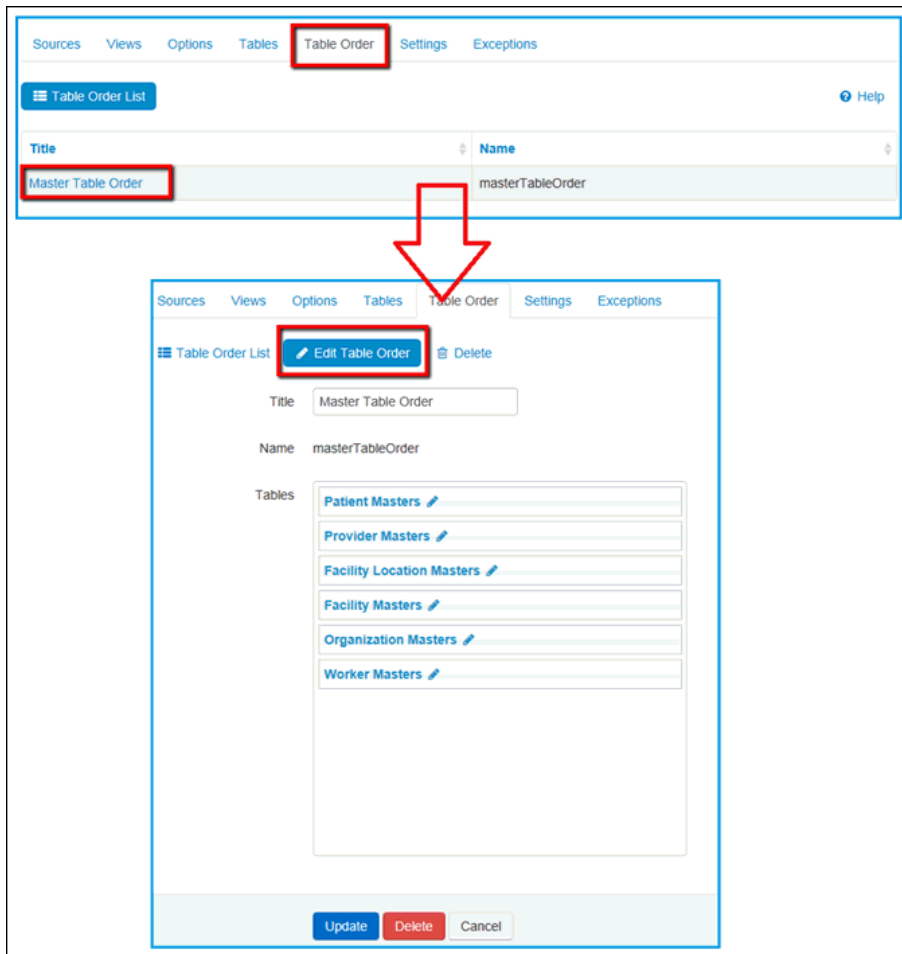 Sources Views Options Tables Table Order Settings Exceptions
Table Order List Help
Title Name
Master Table Order masterTableOrder
Sources Views Options Tables Table Order Settings Exceptions
Table Order List Edit Table Order Delete
Title Master Table Order
Name masterTableOrder
Tables Patient Masters
Provider Masters
Facility Location Masters
Facility Masters
Organization Masters
Worker Masters
Update Delete Cancel